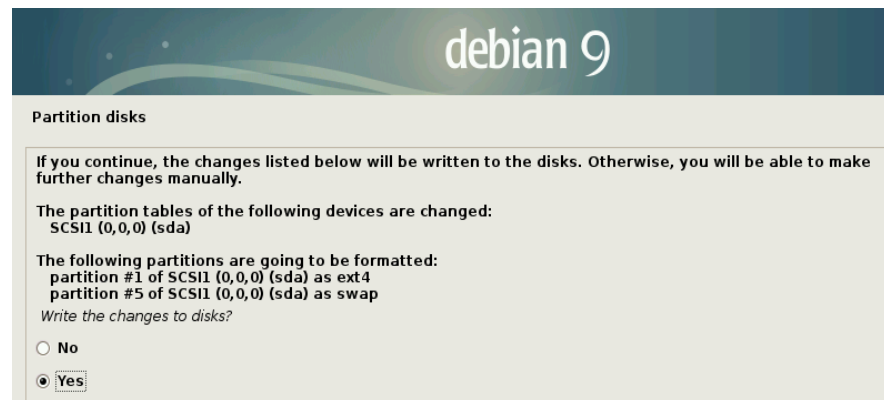 debian 9
Partition disks
If you continue, the changes listed below will be written to the disks. Otherwise, you will be able to make
further changes manually.
The partition tables of the following devices are changed:
SCSI1 (0,0,0) (sda)
The following partitions are going to be formatted:
partition #1 of SCSI1 (0,0,0) (sda) as ext4
partition #5 of SCSI1 (0,0,0) (sda) as swap
Write the changes to disks?
No
Yes